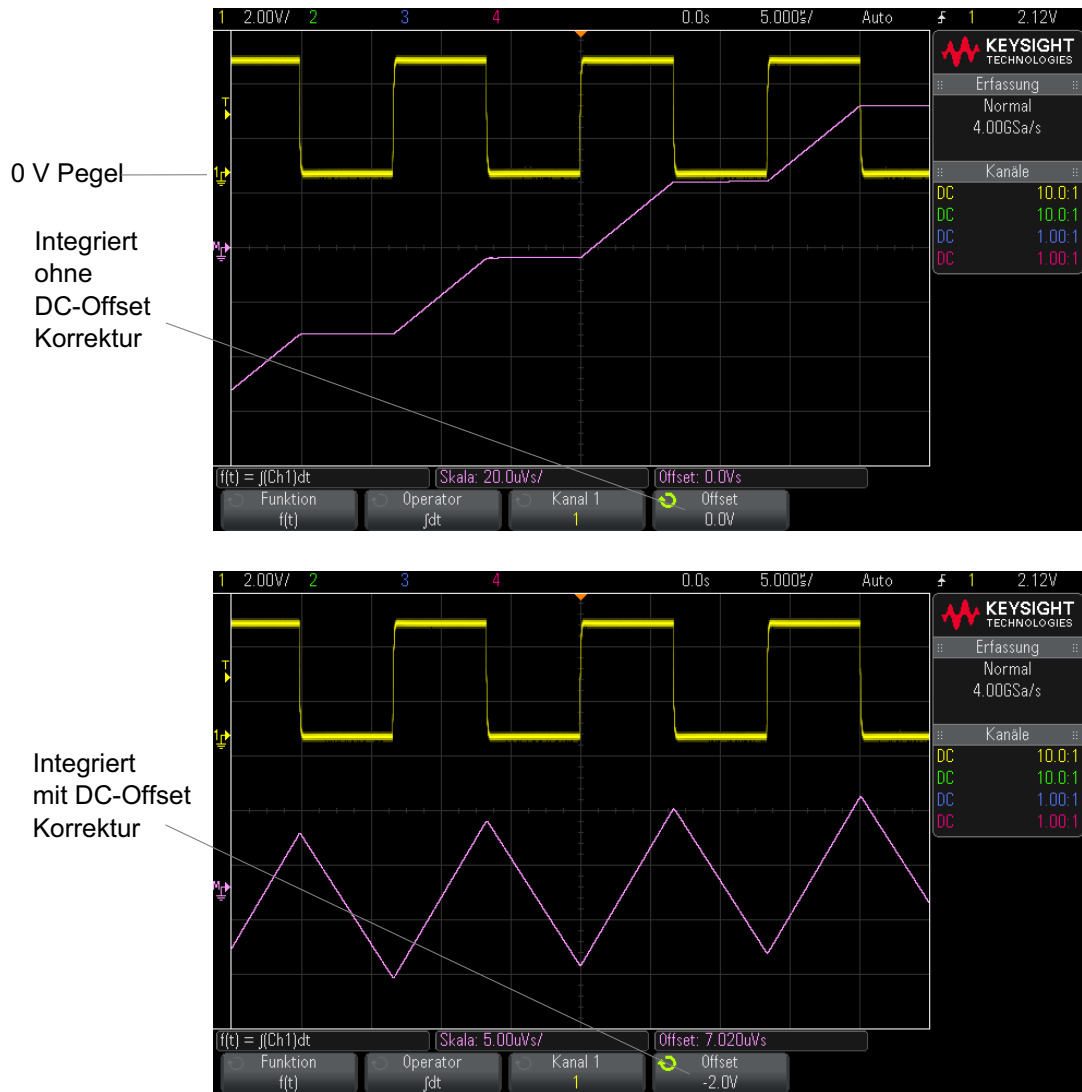 1 2.00V/ 2 3 4 0.0s 5.000µ/ Auto 1 2.12V
KEYSIGHT
TECHNOLOGIES
Erfassung
Normal
4.00GSa/s
Kanäle
DC 10.0:1
DC 10.0:1
DC 1.00:1
DC 1.00:1
T
1
M
0 V Pegel
Integriert
ohne
DC-Offset
Korrektur
f(t) = ∫(Ch1)dt Skala: 20.0uVs/ Offset: 0.0Vs
Funktion Operator Kanal 1 Offset
f(t) ∫dt 1 0.0V
1 2.00V/ 2 3 4 0.0s 5.000µ/ Auto 1 2.12V
KEYSIGHT
TECHNOLOGIES
Erfassung
Normal
4.00GSa/s
Kanäle
DC 10.0:1
DC 10.0:1
DC 1.00:1
DC 1.00:1
T
1
M
Integriert
mit DC-Offset
Korrektur
f(t) = ∫(Ch1)dt Skala: 5.00uVs/ Offset: 7.020uVs
Funktion Operator Kanal 1 Offset
f(t) ∫dt 1 -2.0V